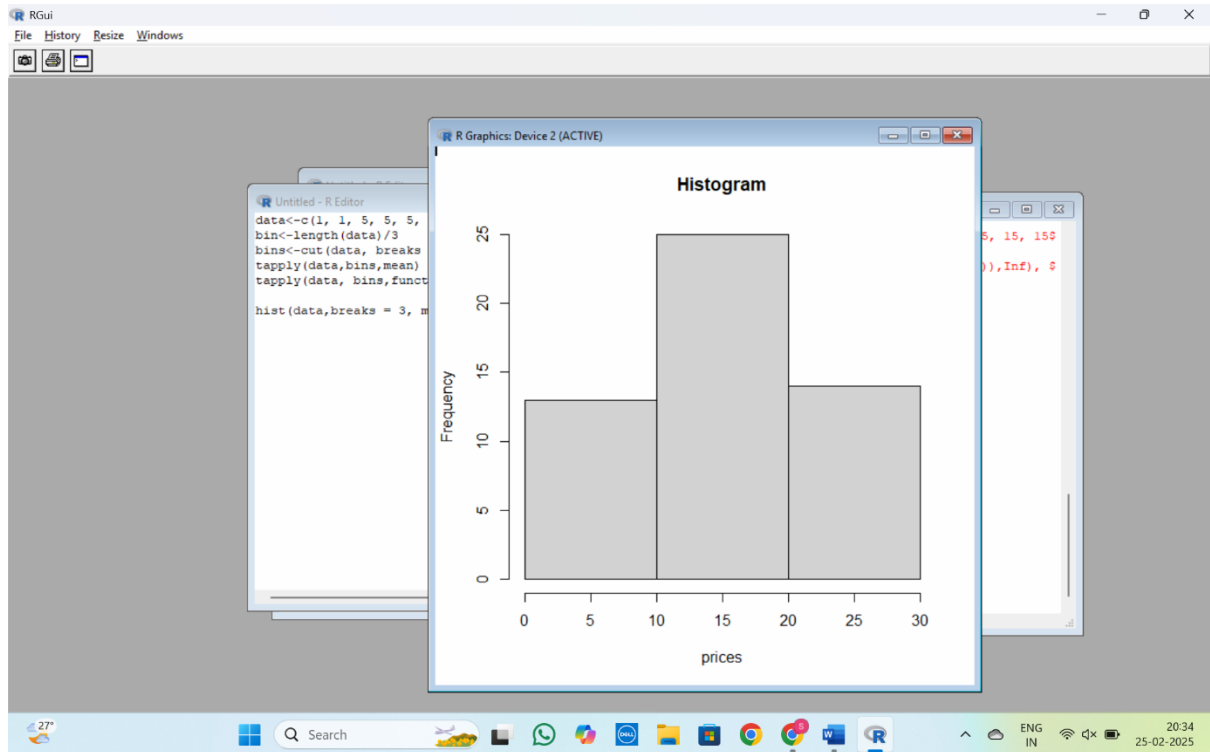 RGui
File History Resize Windows
R Graphics: Device 2 (ACTIVE)
Untitled - R Editor
data<-c(1, 1, 5, 5, 5,
bin<-length(data)/3
bins<-cut(data, breaks
tapply(data,bins,mean)
tapply(data, bins,funct
hist(data,breaks = 3, m
5, 15, 15$
)),Inf), $
Histogram
Frequency
25
20
15
10
5
0
0 5 10 15 20 25 30
prices
27°
Search
DELL
W
R
ENG
IN
20:34
25-02-2025